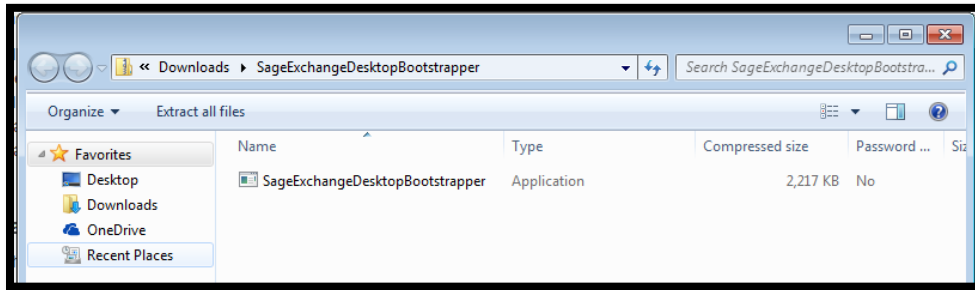 « Downloads ▸ SageExchangeDesktopBootstrapper Search SageExchangeDesktopBootstra...
Organize Extract all files
Name Type Compressed size Password ... Siz
Favorites
SageExchangeDesktopBootstrapper Application 2,217 KB No
Desktop
Downloads
OneDrive
Recent Places